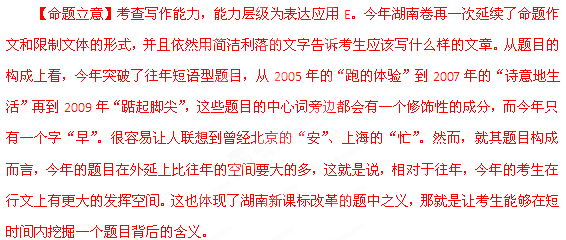 【命题立意】考查写作能力，能力层级为表达应用 E。今年湖南卷再一次延续了命题作
文和限制文体的形式，并且依然用简洁利落的文字告诉考生应该写什么样的文章。从题目的
构成上看，今年突破了往年短语型题目，从 2005 年的“跑的体验”到 2007 年的“诗意地生
活”再到 2009 年“踮起脚尖”，这些题目的中心词旁边都会有一个修饰性的成分，而今年只
有一个字“早”。很容易让人联想到曾经北京的“安”、上海的“忙”。然而，就其题目构成
而言，今年的题目在外延上比往年的空间要大的多，这就是说，相对于往年，今年的考生在
行文上有更大的发挥空间。这也体现了湖南新课标改革的题中之义，那就是让考生能够在短
时间内挖掘一个题目背后的含义。